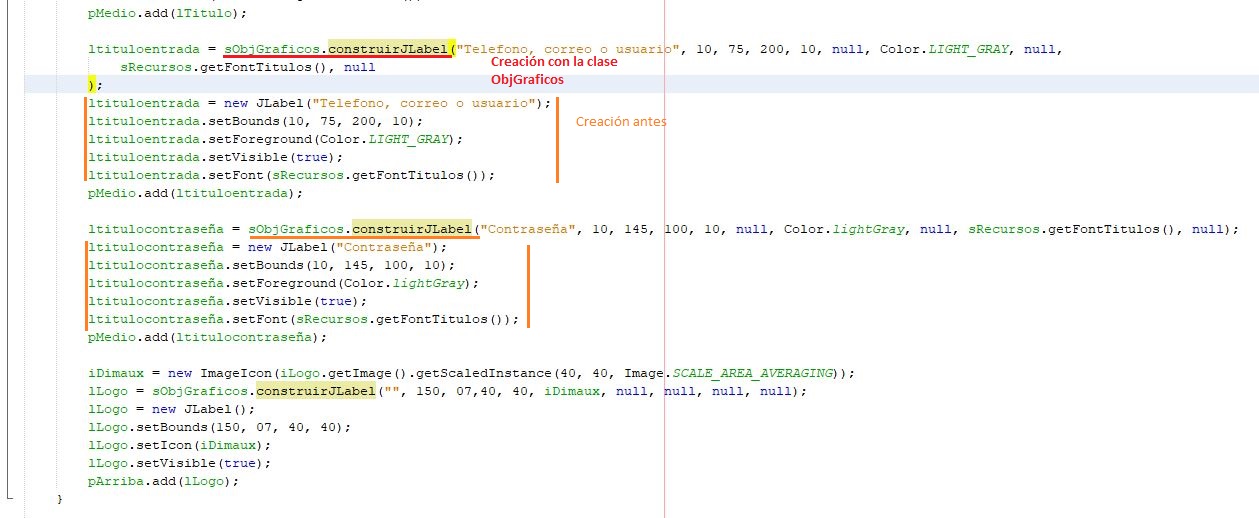 pMedio.add(lTitulo);
ltituloentrada = sObjGraficos.construirJLabel("Telefono, correo o usuario", 10, 75, 200, 10, null, Color.LIGHT_GRAY, null,
sRecursos.getFontTitulos(), null
Creación con la clase
ObjGraficos
);
ltituloentrada = new JLabel("Telefono, correo o usuario");
ltituloentrada.setBounds(10, 75, 200, 10);
Creación antes
ltituloentrada.setForeground(Color.LIGHT_GRAY);
ltituloentrada.setVisible(true);
ltituloentrada.setFont(sRecursos.getFontTitulos());
pMedio.add(ltituloentrada);
ltitulocontraseña = sObjGraficos.construirJLabel("Contraseña", 10, 145, 100, 10, null, Color.lightGray, null, sRecursos.getFontTitulos(), null);
ltitulocontraseña = new JLabel("Contraseña");
ltitulocontraseña.setBounds(10, 145, 100, 10);
ltitulocontraseña.setForeground(Color.lightGray);
ltitulocontraseña.setVisible(true);
ltitulocontraseña.setFont(sRecursos.getFontTitulos());
pMedio.add(ltitulocontraseña);
iDimaux = new ImageIcon(iLogo.getImage().getScaledInstance(40, 40, Image.SCALE_AREA_AVERAGING));
lLogo = sObjGraficos.construirJLabel("", 150, 07,40, 40, iDimaux, null, null, null, null);
lLogo = new JLabel();
lLogo.setBounds(150, 07, 40, 40);
lLogo.setIcon(iDimaux);
lLogo.setVisible(true);
pArriba.add(lLogo);
}